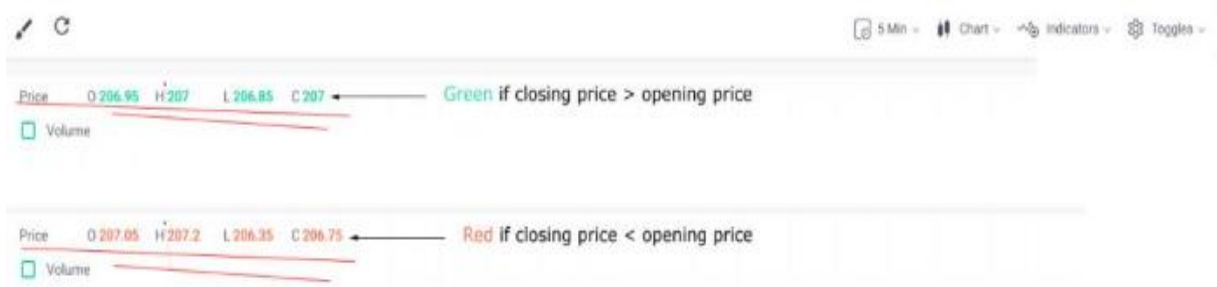 5 Min Chart Indicators Toggles
Price O 206.95 H 207 L 206.85 C 207 Green if closing price > opening price
Volume
Price O 207.05 H 207.2 L 206.35 C 206.75 Red if closing price < opening price
Volume